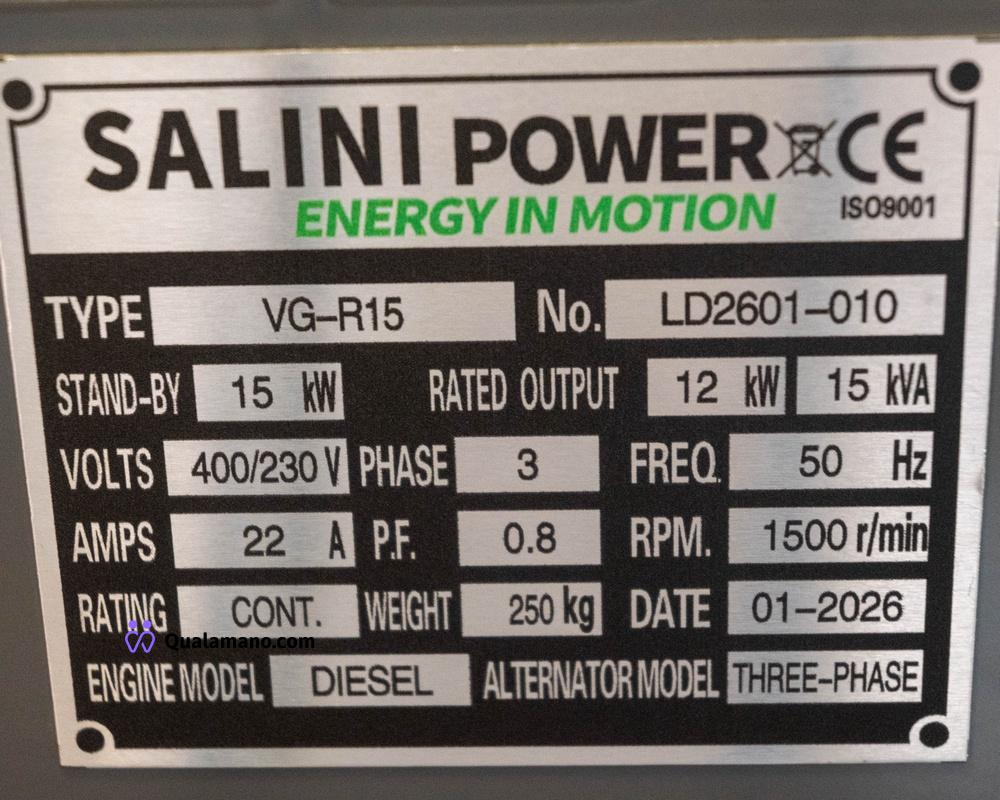 SALINI POWER CE
ENERGY IN MOTION ISO9001
TYPE VG-R15 No. LD2601-010
STAND-BY 15 kW RATED OUTPUT 12 kW 15 kVA
VOLTS 400/230 V PHASE 3 FREQ. 50 Hz
AMPS 22 A P.F. 0.8 RPM. 1500 r/min
RATING CONT. WEIGHT 250 kg DATE 01-2026
Qualamano.com
ENGINE MODEL DIESEL ALTERNATOR MODEL THREE-PHASE